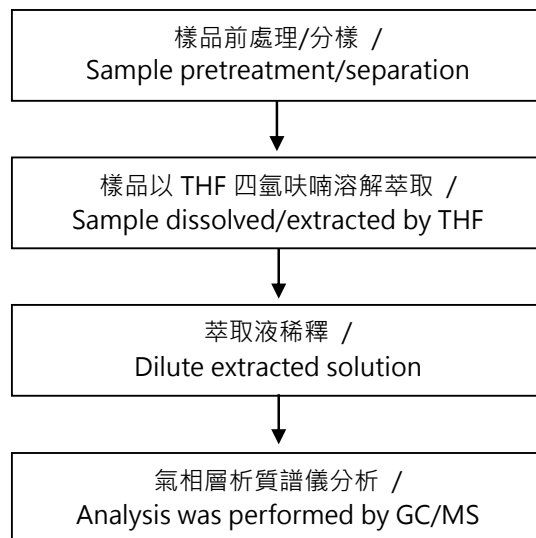 樣品前處理/分樣 /
Sample pretreatment/separation
樣品以 THF 四氫呋喃溶解萃取 /
Sample dissolved/extracted by THF
萃取液稀釋 /
Dilute extracted solution
氣相層析質譜儀分析 /
Analysis was performed by GC/MS